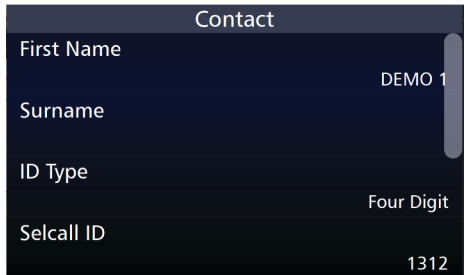 Contact
First Name
DEMO 1
Surname
ID Type
Four Digit
Selcall ID
1312